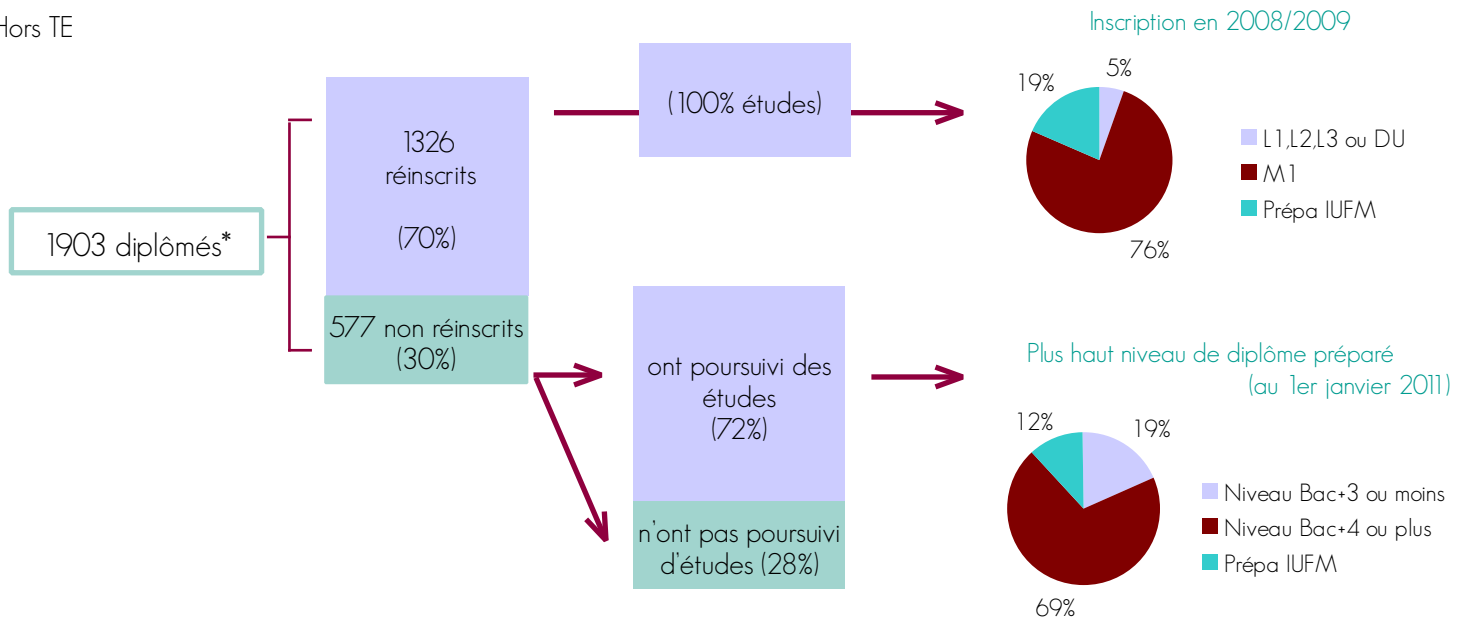 Hors TE
1903 diplômés*
1326
réinscrits
(70%)
577 non réinscrits
(30%)
(100% études)
ont poursuivi des
études
(72%)
n'ont pas poursuivi
d'études (28%)
Inscription en 2008/2009
19%
5%
76%
L1,L2,L3 ou DU
M1
Prépa IUFM
Plus haut niveau de diplôme préparé
(au 1er janvier 2011)
12%
19%
69%
Niveau Bac+3 ou moins
Niveau Bac+4 ou plus
Prépa IUFM